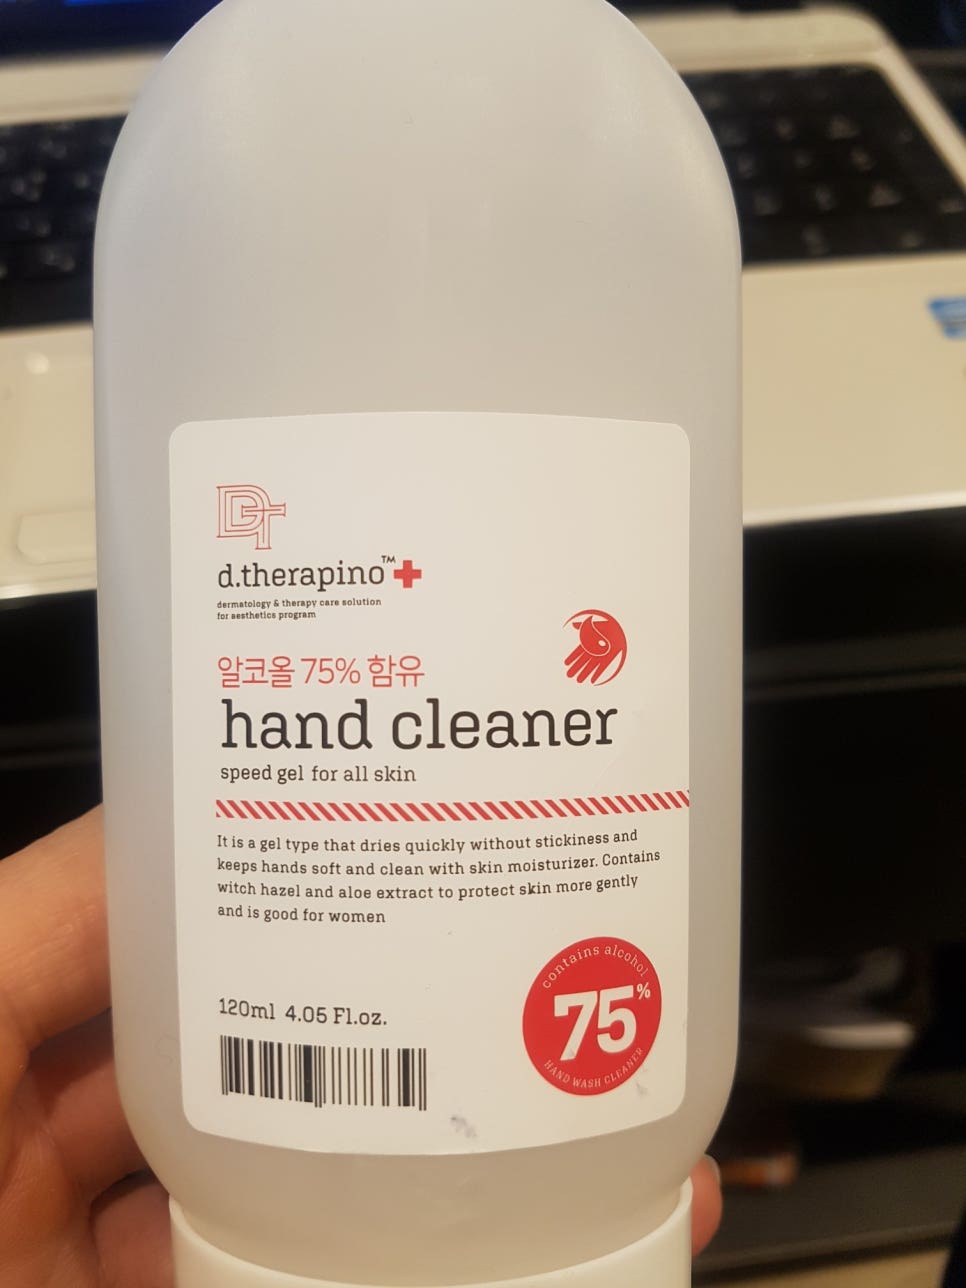 DT
d.therapino™
dermatology & therapy care solution
for aesthetics program
알코올 75% 함유
hand cleaner
speed gel for all skin
It is a gel type that dries quickly without stickiness and
keeps hands soft and clean with skin moisturizer. Contains
witch hazel and aloe extract to protect skin more gently
and is good for women
120ml 4.05 Fl.oz.
contains alcohol
75%
HAND WASH CLEANER